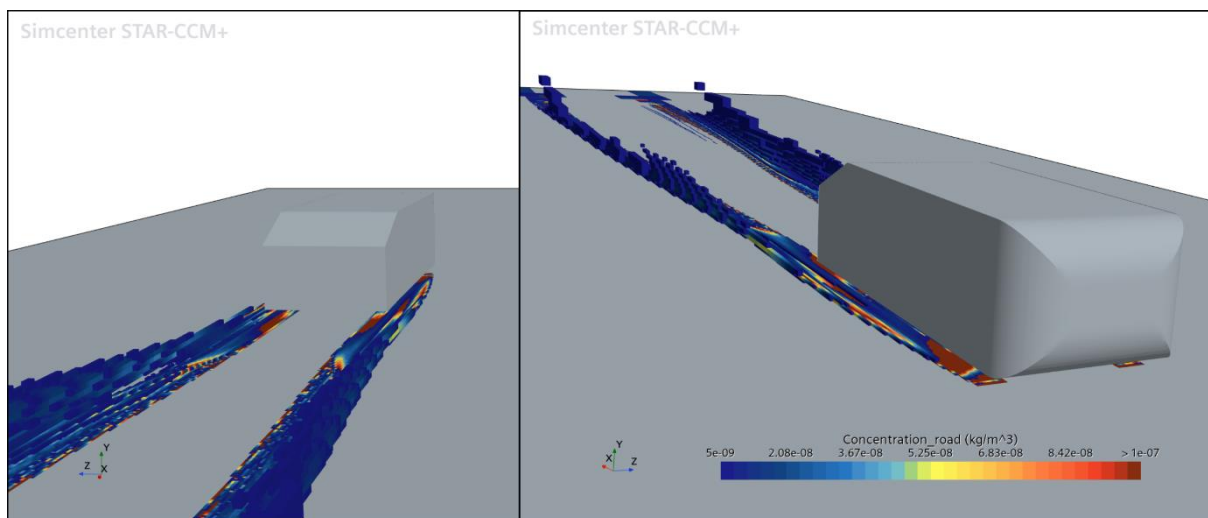 Simcenter STAR-CCM+
Simcenter STAR-CCM+
Y
Z
X
Y
X
Z
Concentration_road (kg/m^3)
5e-09 2.08e-08 3.67e-08 5.25e-08 6.83e-08 8.42e-08 > 1e-07